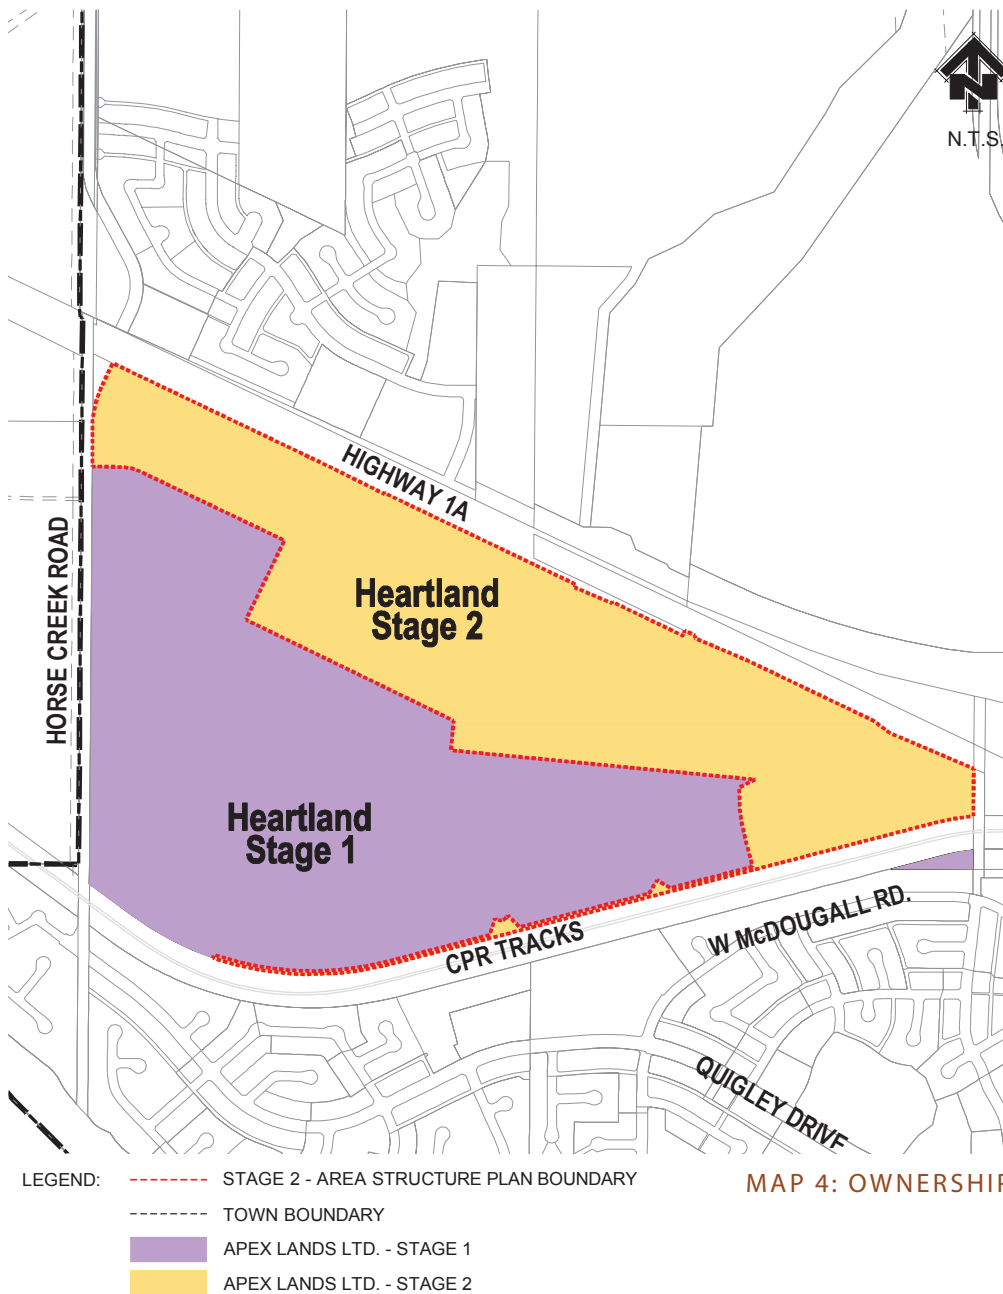 N
N.T.S.
HIGHWAY 1A
HORSE CREEK ROAD
Heartland
Stage 2
Heartland
Stage 1
W McDOUGALL RD.
CPR TRACKS
QUIGLEY DRIVE
LEGEND:
STAGE 2 - AREA STRUCTURE PLAN BOUNDARY
MAP 4: OWNERSHIP
TOWN BOUNDARY
APEX LANDS LTD. - STAGE 1
APEX LANDS LTD. - STAGE 2